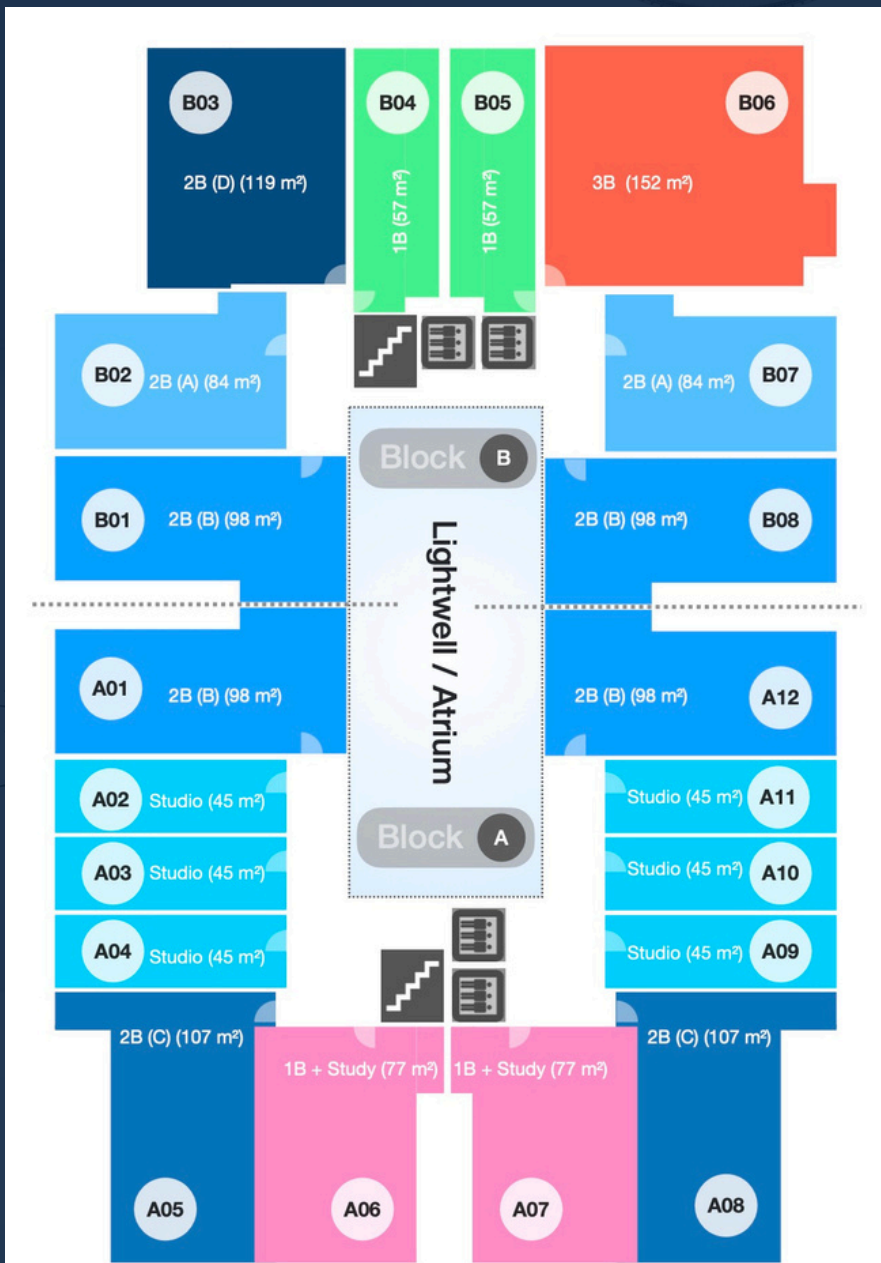 B03
B04
B05
B06
2B (D) (119 m²)
1B (57 m²)
1B (57 m²)
3B (152 m²)
B02
2B (A) (84 m²)
2B (A) (84 m²)
B07
Block B
B01
2B (B) (98 m²)
2B (B) (98 m²)
B08
Lightwell / Atrium
A01
2B (B) (98 m²)
2B (B) (98 m²)
A12
A02
Studio (45 m²)
Studio (45 m²)
A11
Block A
A03
Studio (45 m²)
Studio (45 m²)
A10
A04
Studio (45 m²)
Studio (45 m²)
A09
2B (C) (107 m²)
2B (C) (107 m²)
1B + Study (77 m²)
1B + Study (77 m²)
A05
A06
A07
A08